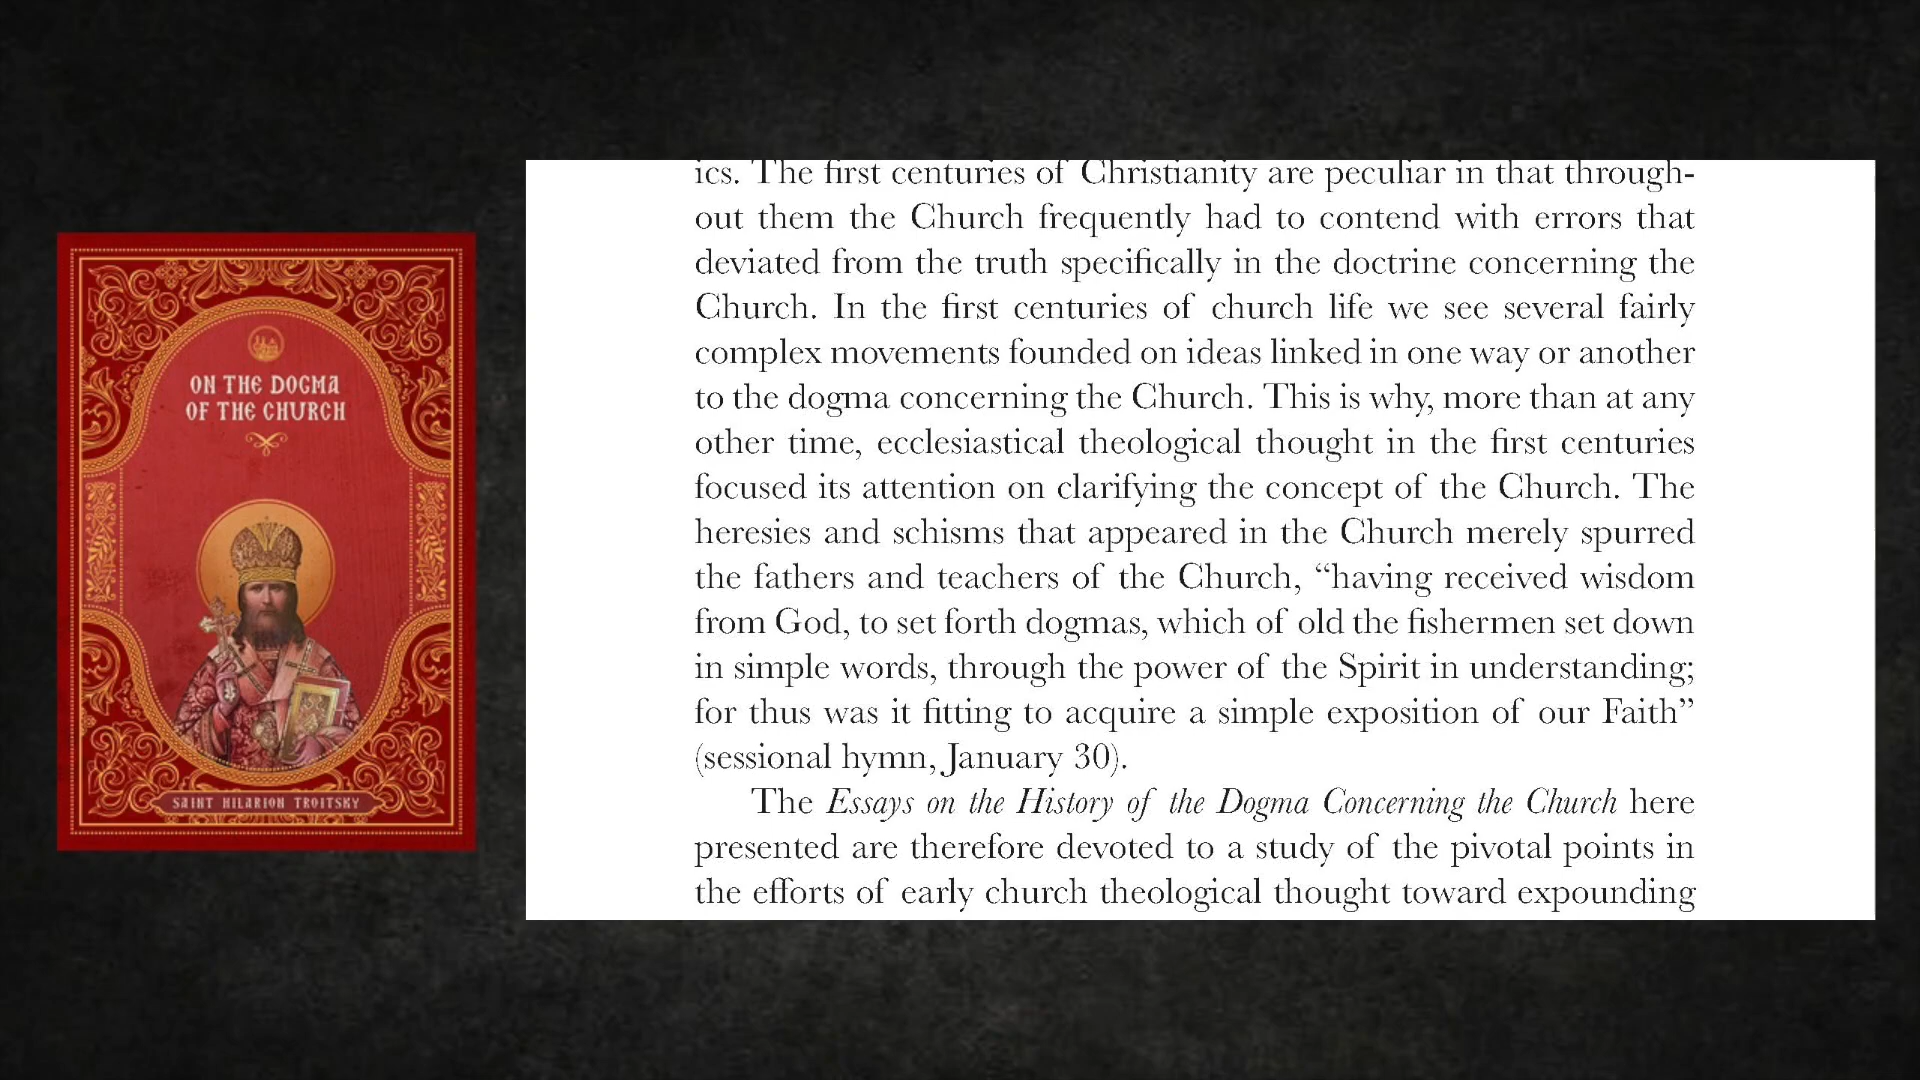 ON THE DOGMA
OF THE CHURCH
SAINT HILARION TROITSKY
ics. The first centuries of Christianity are peculiar in that through-
out them the Church frequently had to contend with errors that
deviated from the truth specifically in the doctrine concerning the
Church. In the first centuries of church life we see several fairly
complex movements founded on ideas linked in one way or another
to the dogma concerning the Church. This is why, more than at any
other time, ecclesiastical theological thought in the first centuries
focused its attention on clarifying the concept of the Church. The
heresies and schisms that appeared in the Church merely spurred
the fathers and teachers of the Church, “having received wisdom
from God, to set forth dogmas, which of old the fishermen set down
in simple words, through the power of the Spirit in understanding;
for thus was it fitting to acquire a simple exposition of our Faith”
(sessional hymn, January 30).
The Essays on the History of the Dogma Concerning the Church here
presented are therefore devoted to a study of the pivotal points in
the efforts of early church theological thought toward expounding